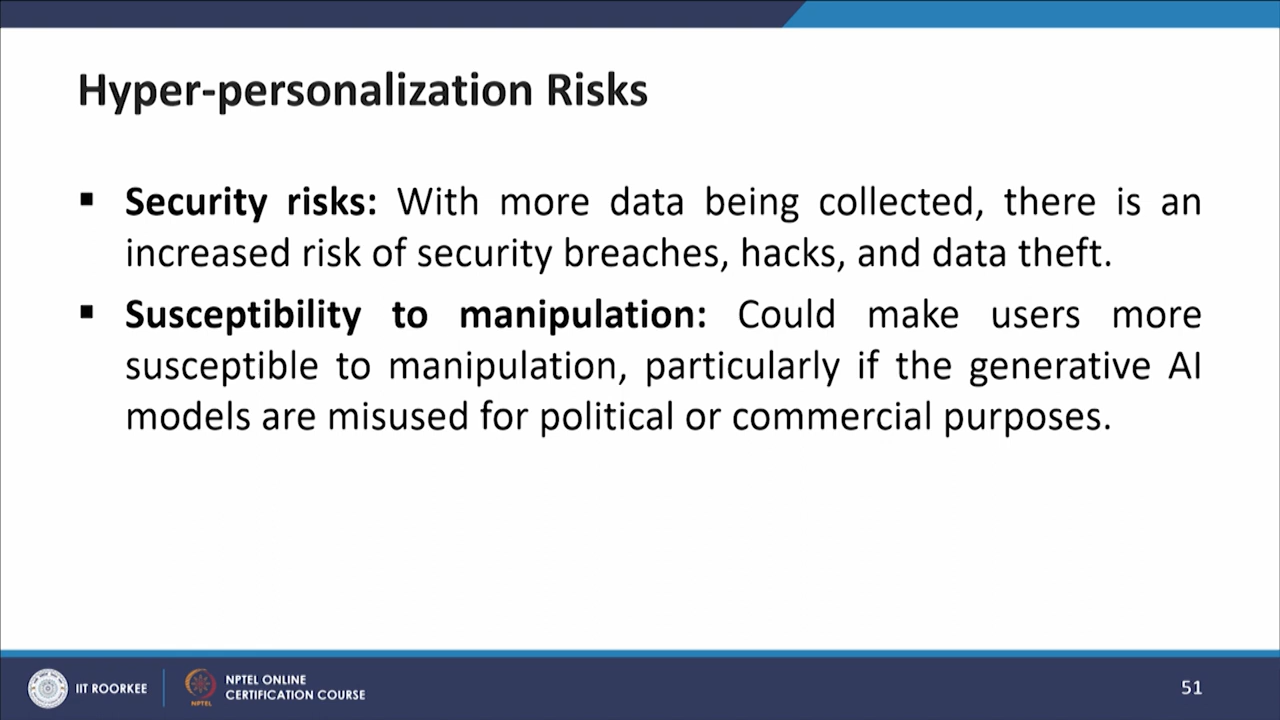 Hyper-personalization Risks
▪ Security risks: With more data being collected, there is an
increased risk of security breaches, hacks, and data theft.
▪ Susceptibility to manipulation: Could make users more
susceptible to manipulation, particularly if the generative AI
models are misused for political or commercial purposes.
IIT ROORKEE
NPTEL
NPTEL ONLINE
CERTIFICATION COURSE
51